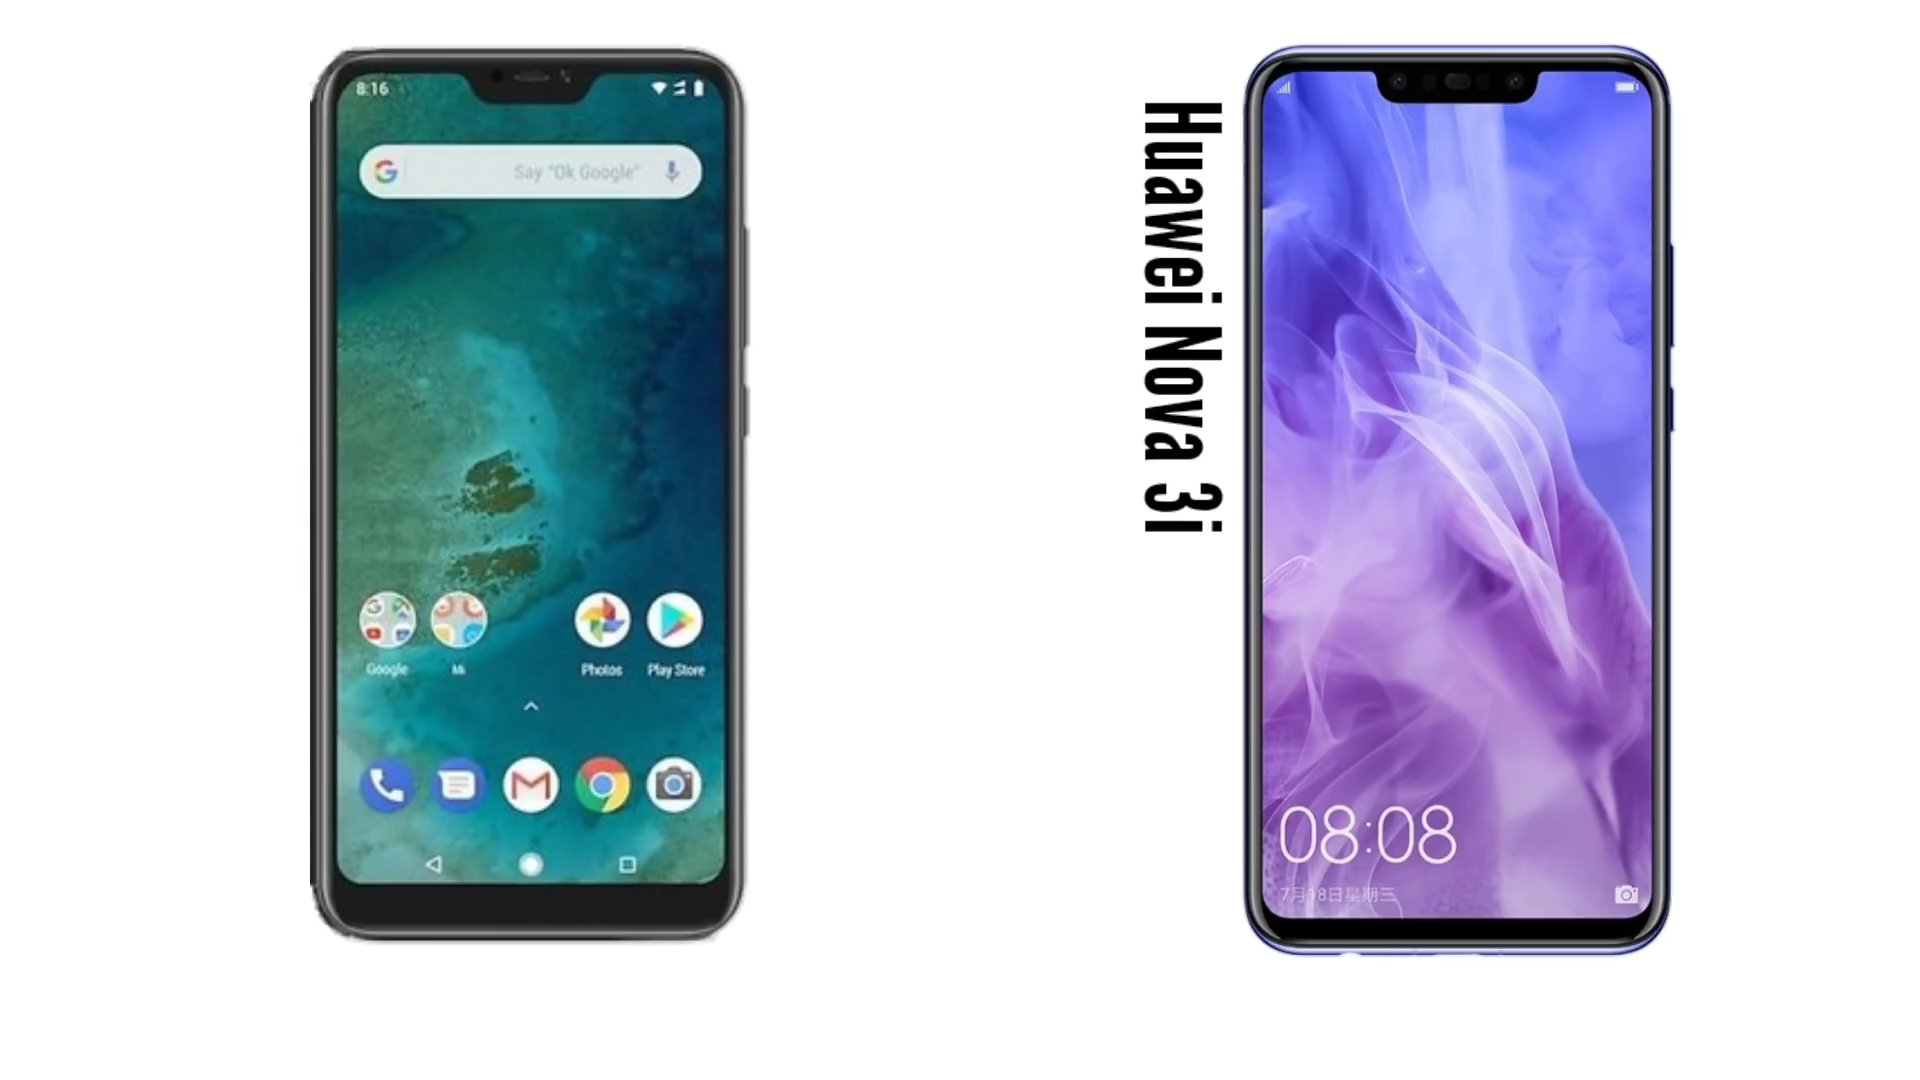 8:16
Say "Ok Google"
Google
Mi
Photos
Play Store
Huawei Nova 3i
08:08
7月18日星期三